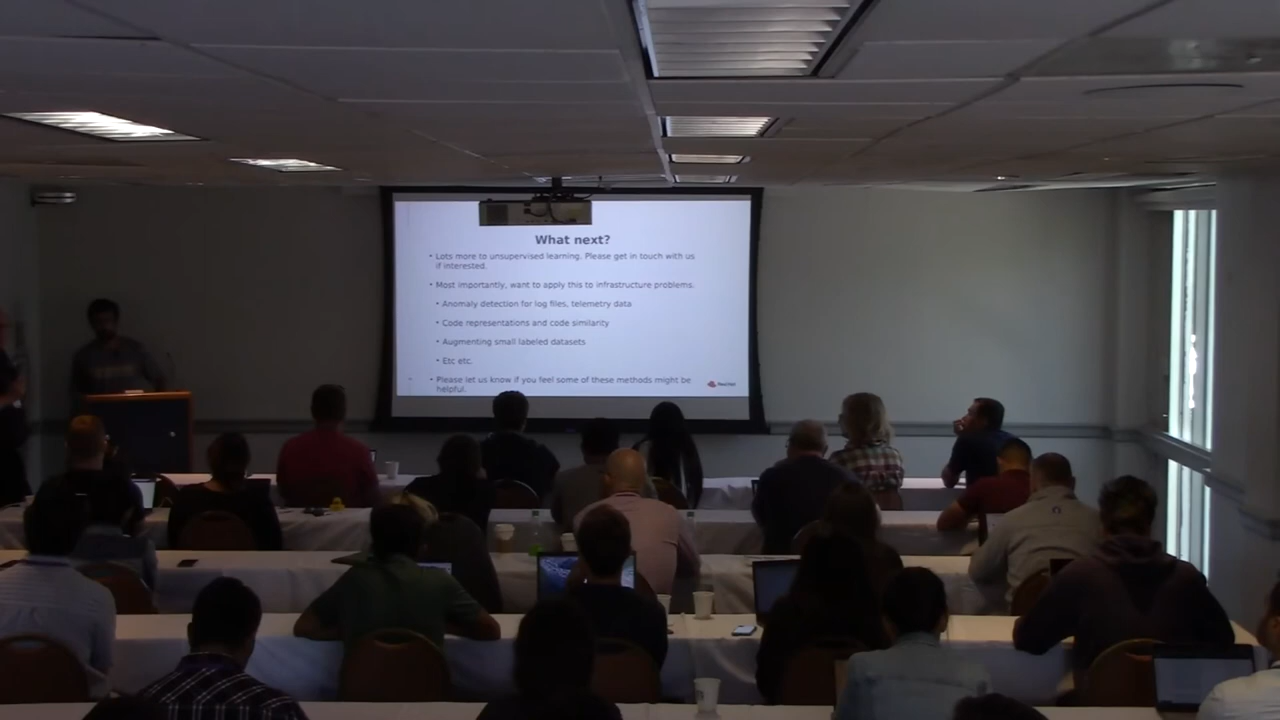 What next?
• Lots more to unsupervised learning. Please get in touch with us
if interested.
• Most importantly, want to apply this to infrastructure problems.
• Anomaly detection for log files, telemetry data
• Code representations and code similarity
• Augmenting small labeled datasets
• Etc etc.
• Please let us know if you feel some of these methods might be
helpful.
Red Hat